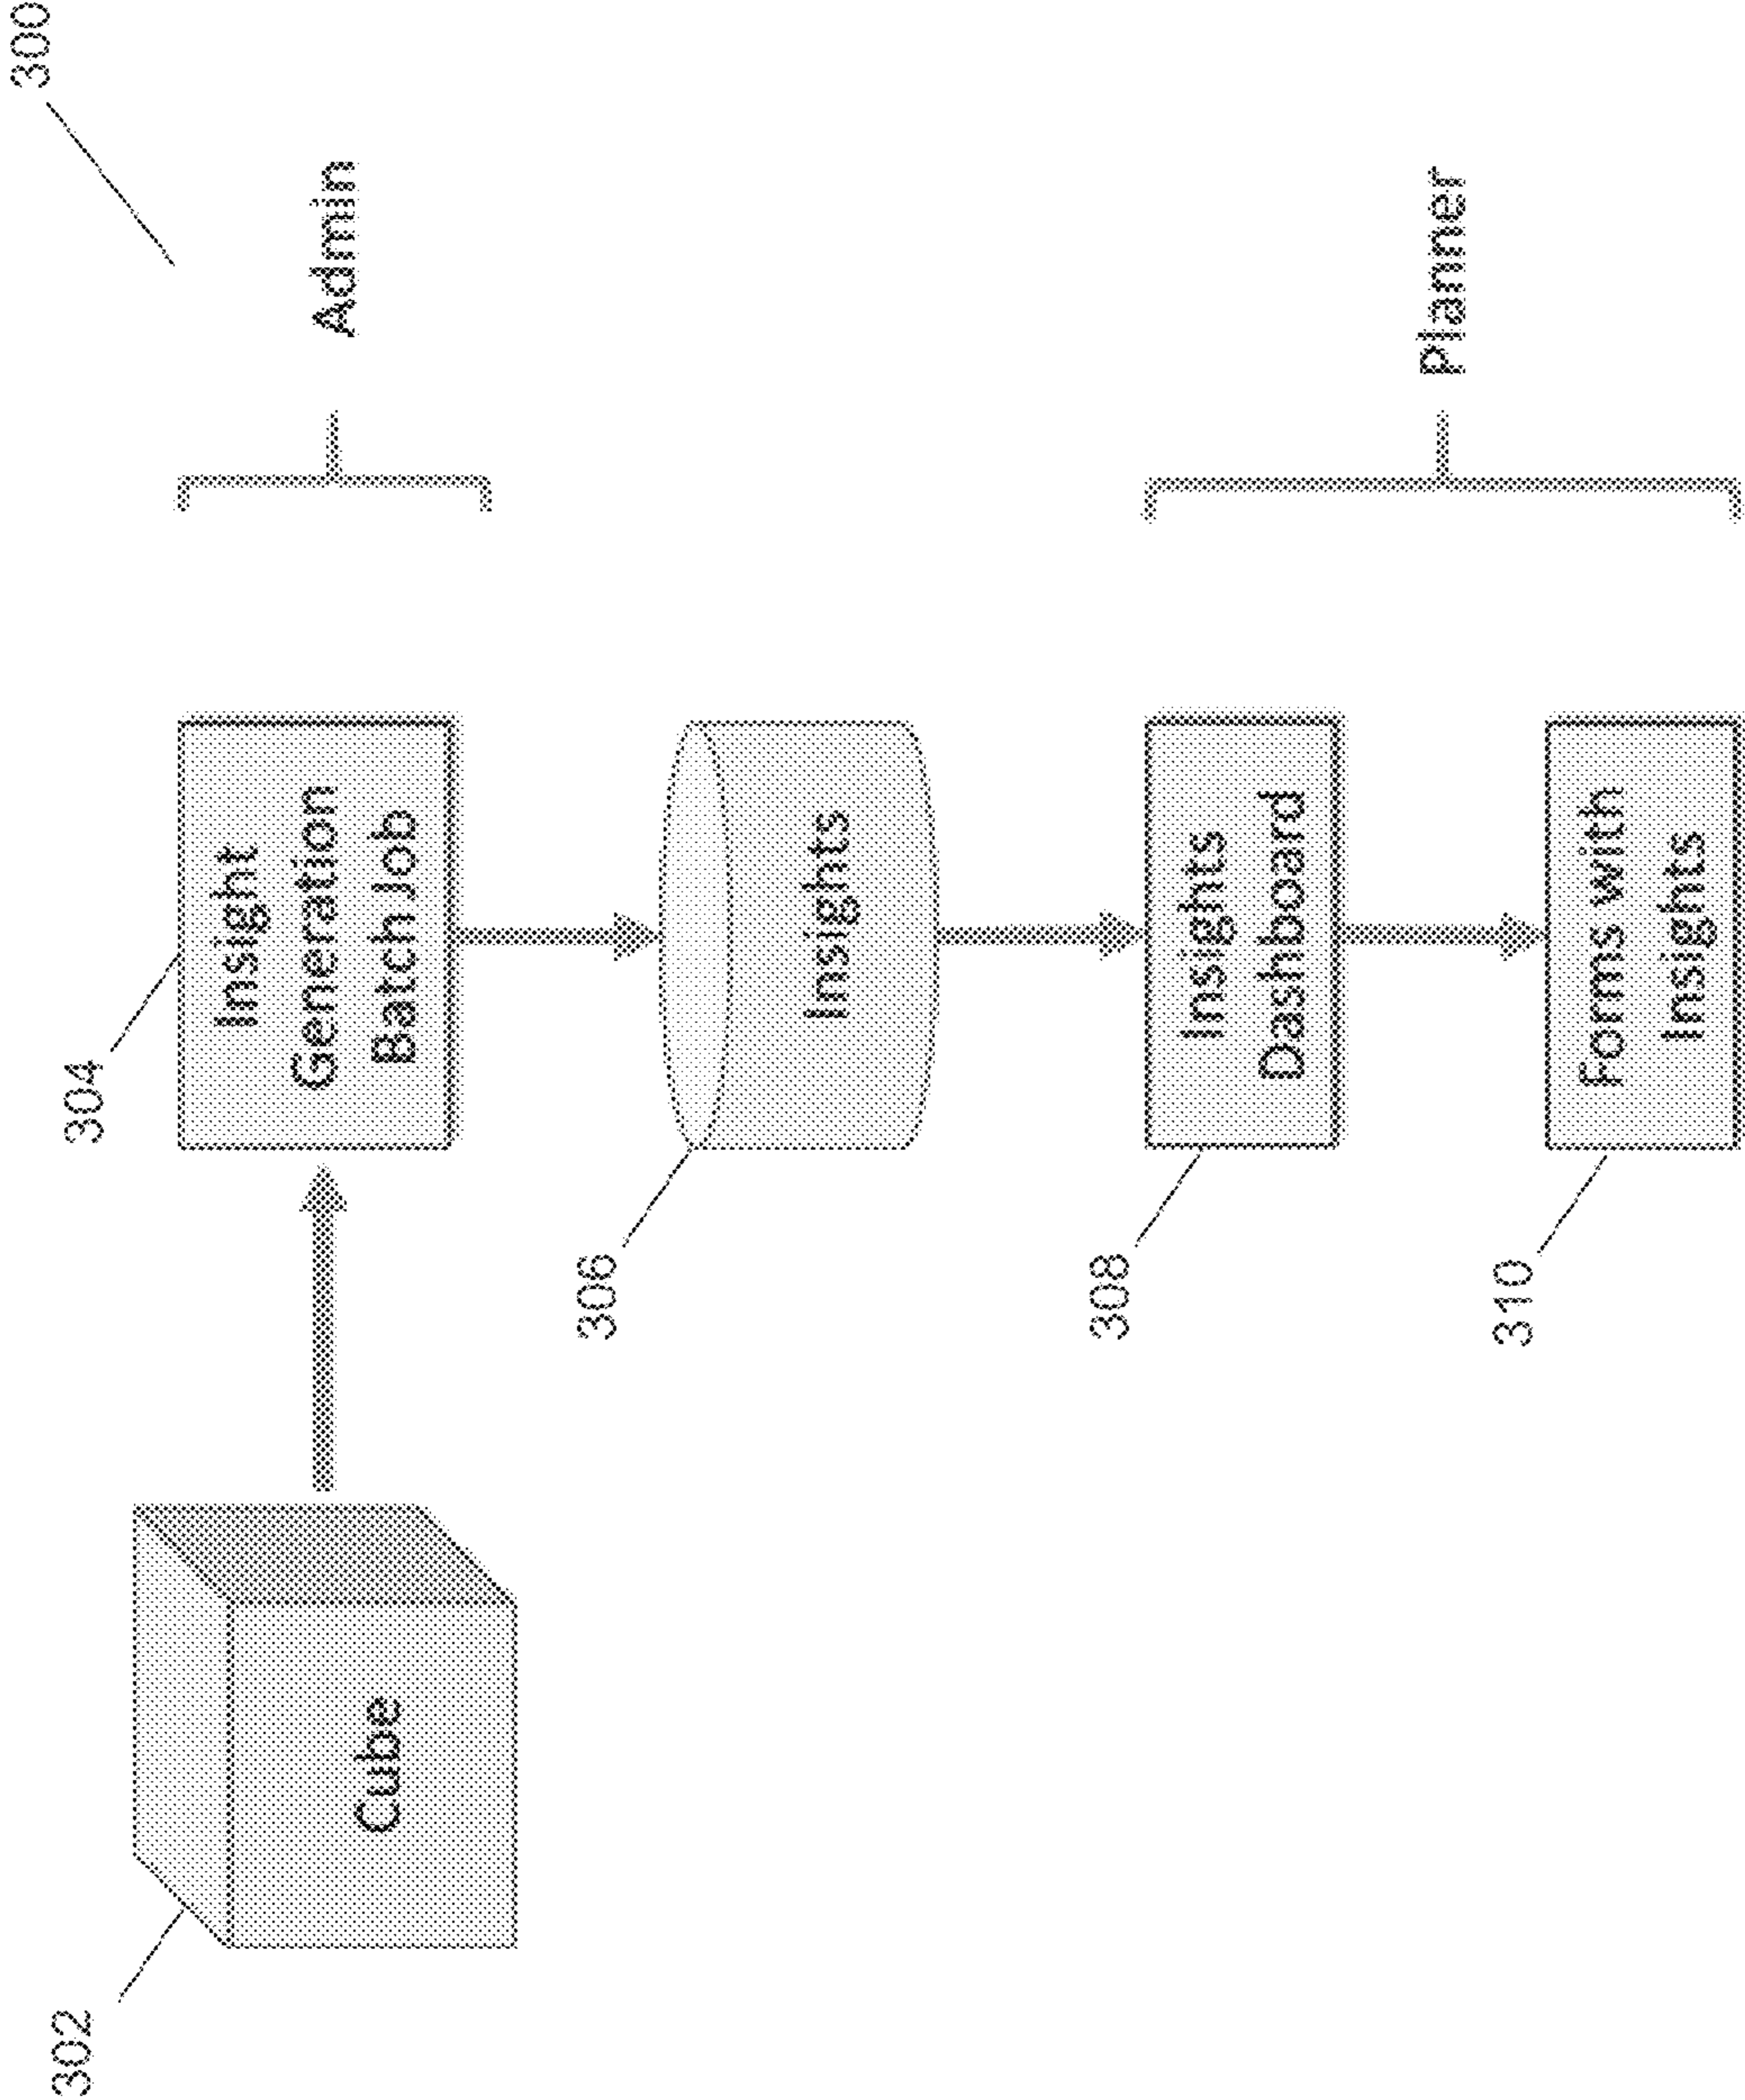 300
302
Cube
304
Insight
Generation
Batch Job
Admin
306
Insights
308
Insights
Dashboard
Planner
310
Forms with
Insights